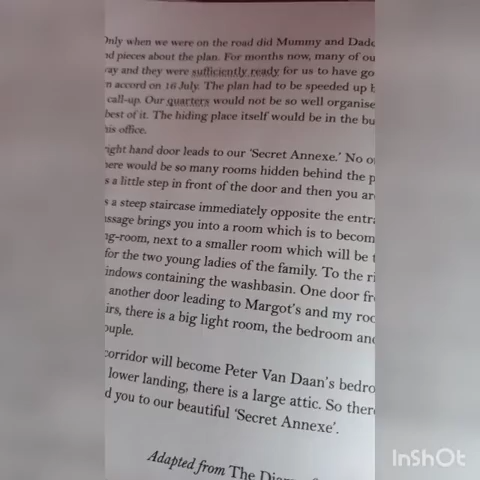 Only when we were on the road did Mummy and Dadd
nd pieces about the plan. For months now, many of ou
way and they were sufficiently ready for us to have go
n accord on 16 July. The plan had to be speeded up b
call-up. Our quarters would not be so well organise
best of it. The hiding place itself would be in the bu
his office.
right hand door leads to our 'Secret Annexe.' No o
here would be so many rooms hidden behind the p
s a little step in front of the door and then you are
s a steep staircase immediately opposite the entra
assage brings you into a room which is to becom
ng-room, next to a smaller room which will be t
for the two young ladies of the family. To the ri
indows containing the washbasin. One door fr
another door leading to Margot's and my roo
irs, there is a big light room, the bedroom and
ouple.
corridor will become Peter Van Daan's bedro
lower landing, there is a large attic. So there
d you to our beautiful 'Secret Annexe'.
Adapted from The Diary
InShOt